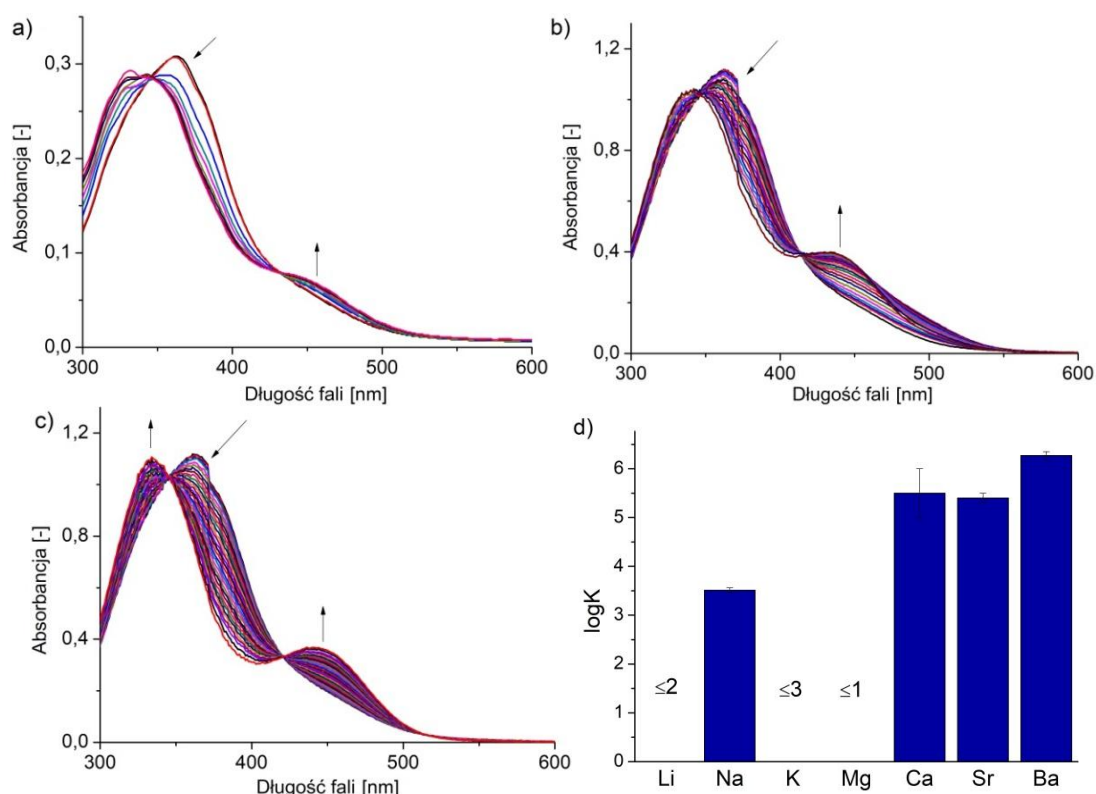 a)
0,3
0,2
0,1
0,0
Absorbancja [-]
300 400 500 600
Długość fali [nm]
b)
1,2
0,8
0,4
0,0
Absorbancja [-]
300 400 500 600
Długość fali [nm]
c)
1,2
0,8
0,4
0,0
Absorbancja [-]
300 400 500 600
Długość fali [nm]
d)
6
5
4
3
2
1
0
logK
≤2 ≤3 ≤1
Li Na K Mg Ca Sr Ba